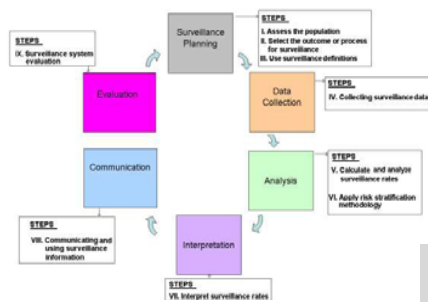 Surveillance
Planning
STEPS
I. Assess the population
II. Select the outcome or process
for surveillance
III. Use surveillance definitions
Data
Collection
STEPS
IV. Collecting surveillance data
Analysis
STEPS
V. Calculate and analyze
surveillance rates
VI. Apply risk stratification
methodology
Interpretation
STEPS
VII. Interpret surveillance rates
Communication
STEPS
VIII. Communicating and
using surveillance
information
Evaluation
STEPS
IX. Surveillance system
evaluation